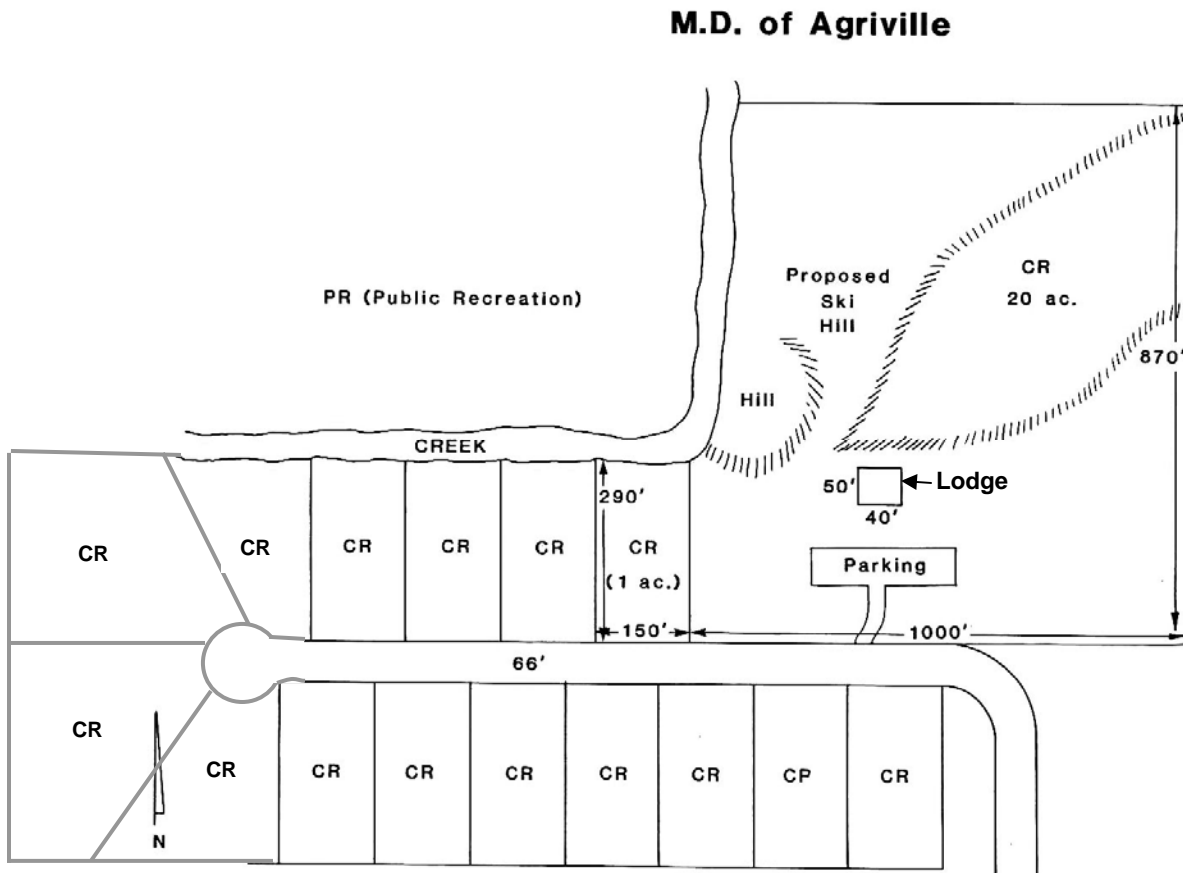 M.D. of Agriville
PR (Public Recreation)
Proposed
Ski
Hill
CR
20 ac.
870'
Hill
CREEK
50'
Lodge
40'
290'
CR
CR
CR
CR
CR
CR
(1 ac.)
Parking
150'
1000'
66'
CR
CR
CR
CR
CR
CR
CR
CP
CR
N